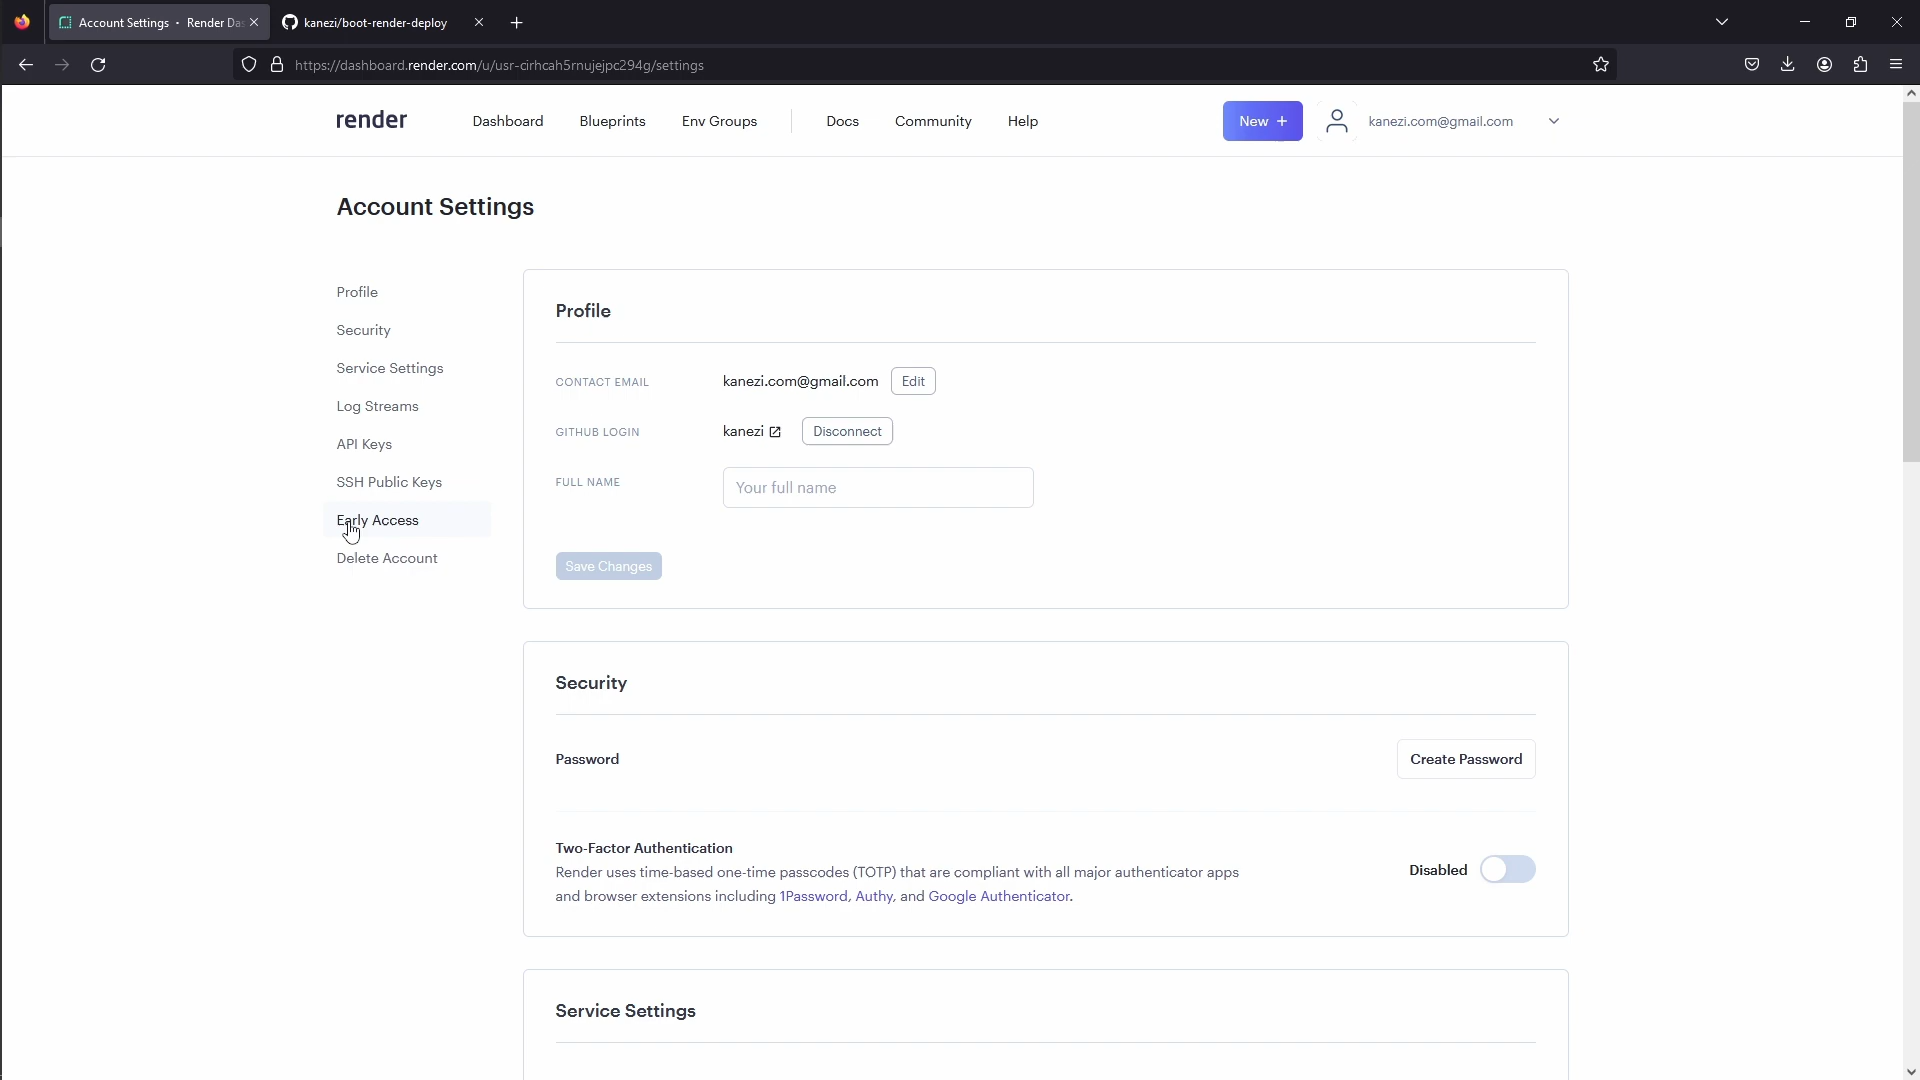 Account Settings · Render Das
kanezi/boot-render-deploy
https://dashboard.render.com/u/usr-cirhcah5rnujejpc294g/settings
render
Dashboard
Blueprints
Env Groups
Docs
Community
Help
New +
kanezi.com@gmail.com
Account Settings
Profile
Security
Service Settings
Log Streams
API Keys
SSH Public Keys
Early Access
Delete Account
Profile
CONTACT EMAIL
kanezi.com@gmail.com
Edit
GITHUB LOGIN
kanezi
Disconnect
FULL NAME
Your full name
Save Changes
Security
Password
Create Password
Two-Factor Authentication
Render uses time-based one-time passcodes (TOTP) that are compliant with all major authenticator apps
and browser extensions including 1Password, Authy, and Google Authenticator.
Disabled
Service Settings